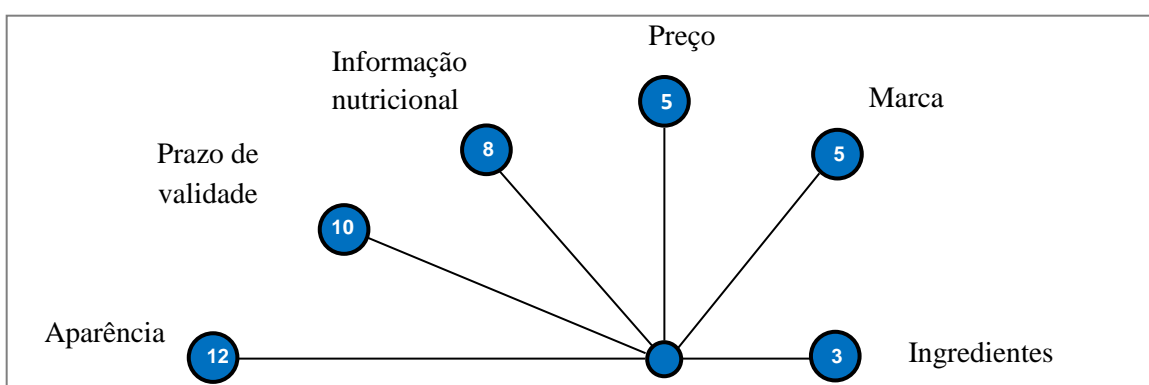 Preço
5
Informação
nutricional
8
Marca
5
Prazo de
validade
10
Aparência
12
3
Ingredientes